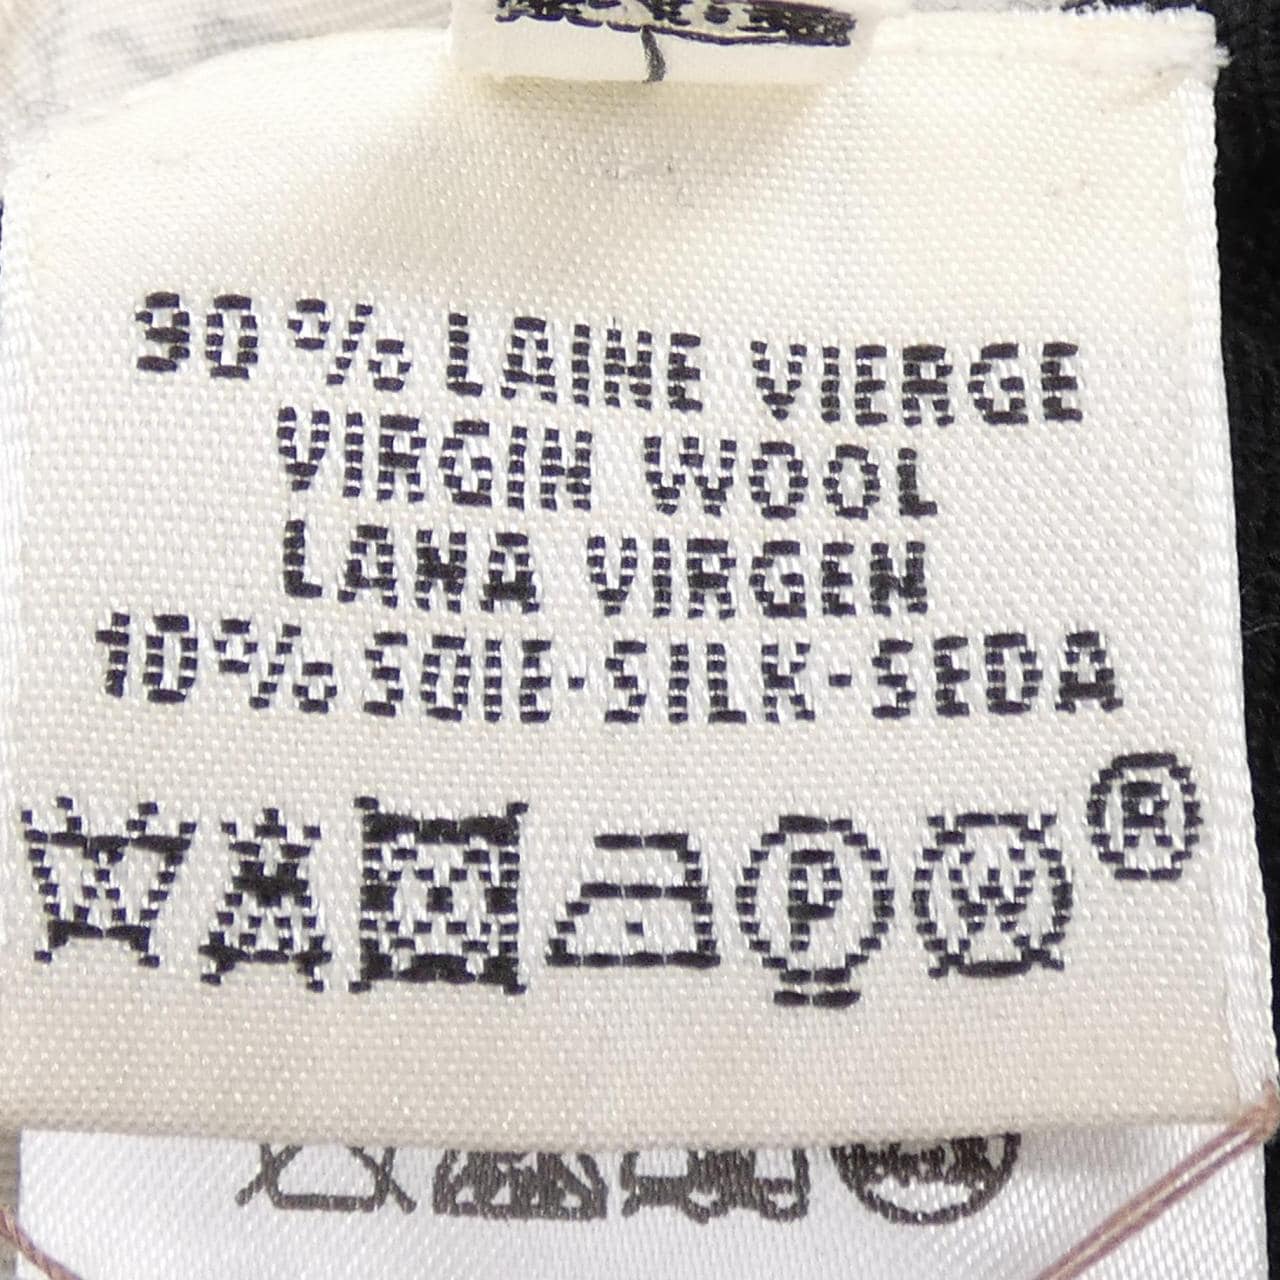 90% LAINE VIERGE
VIRGIN WOOL
LANA VIRGEN
10% SOIE-SILK-SEDA
P W ®